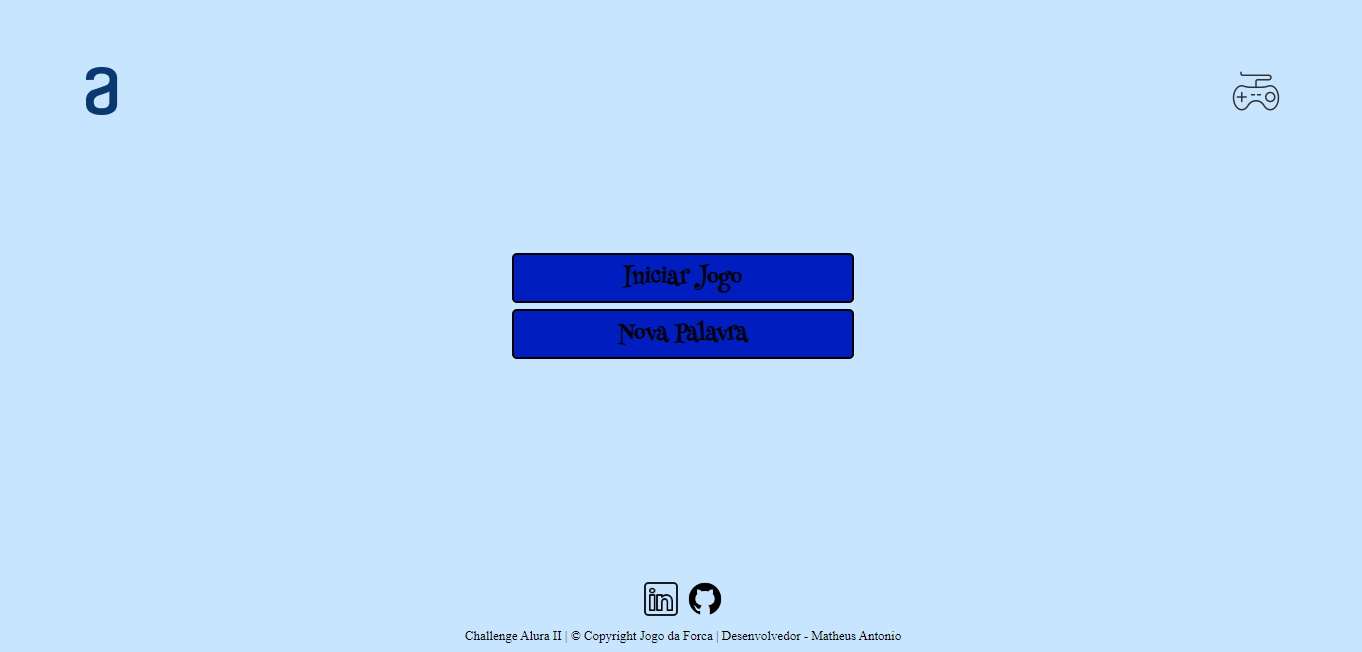 a
Iniciar Jogo
Nova Palavra
in
Challenge Alura II | © Copyright Jogo da Forca | Desenvolvedor - Matheus Antonio